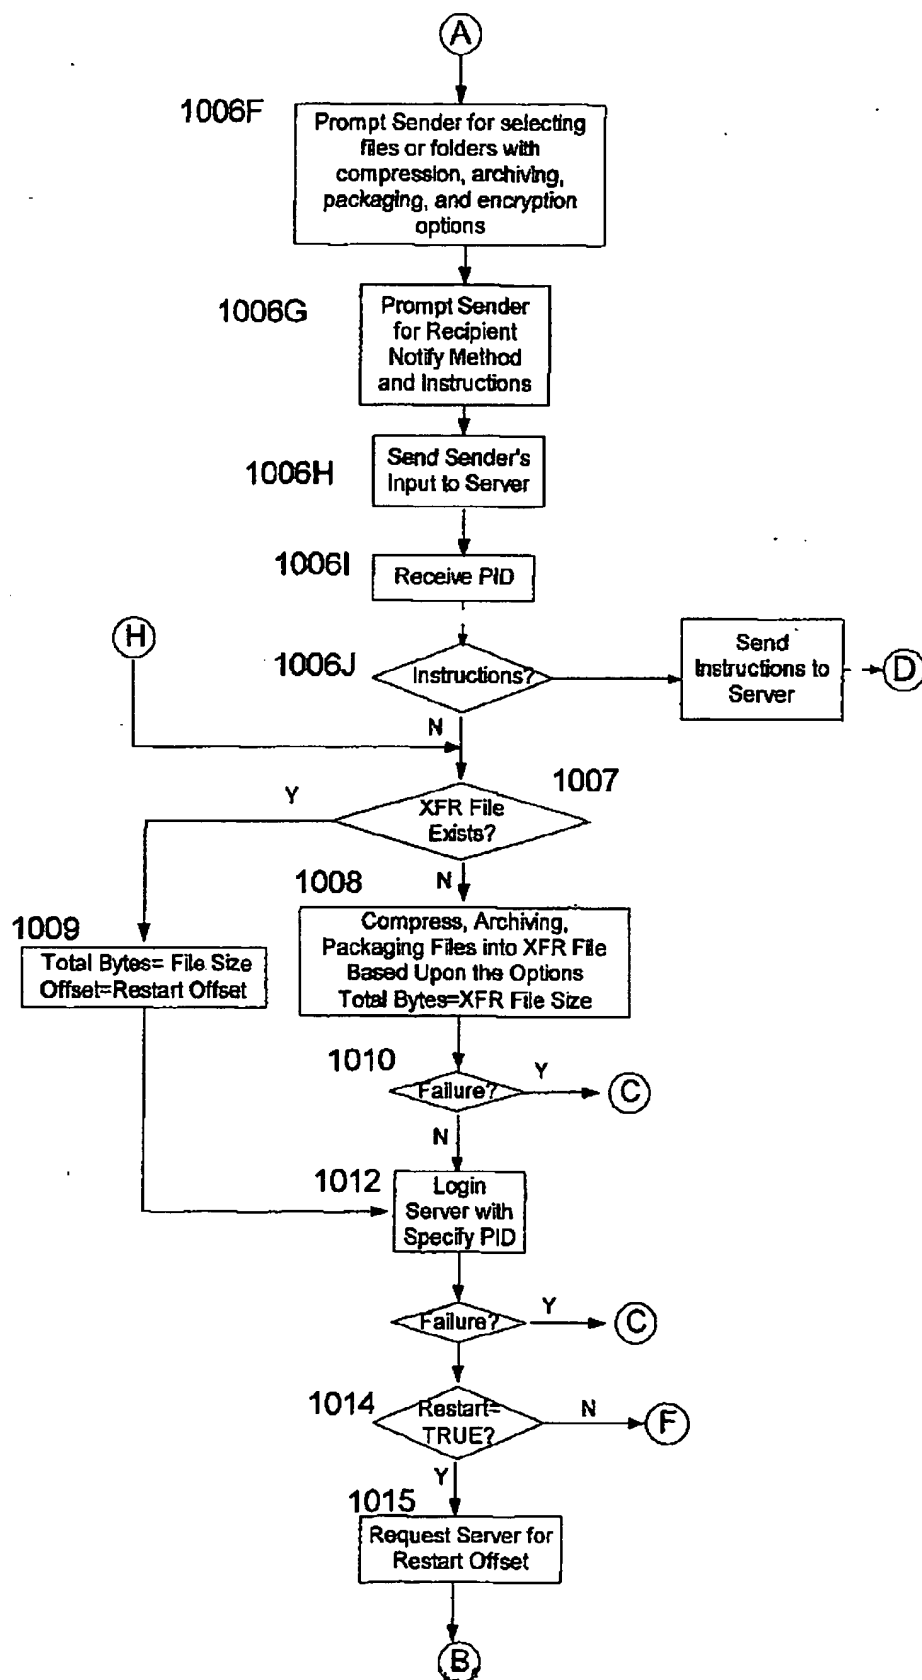 A
1006F
Prompt Sender for selecting
files or folders with
compression, archiving,
packaging, and encryption
options
1006G
Prompt Sender
for Recipient
Notify Method
and Instructions
1006H
Send Sender's
Input to Server
1006I
Receive PID
H
1006J
Instructions?
Send
Instructions to
Server
D
N
1007
Y
XFR File
Exists?
N
1008
1009
Compress, Archiving,
Packaging Files into XFR File
Based Upon the Options
Total Bytes=XFR File Size
Total Bytes= File Size
Offset=Restart Offset
1010
Failure?
Y
C
N
1012
Login
Server with
Specify PID
Failure?
Y
C
1014
Restart=
TRUE?
N
F
Y
1015
Request Server for
Restart Offset
B